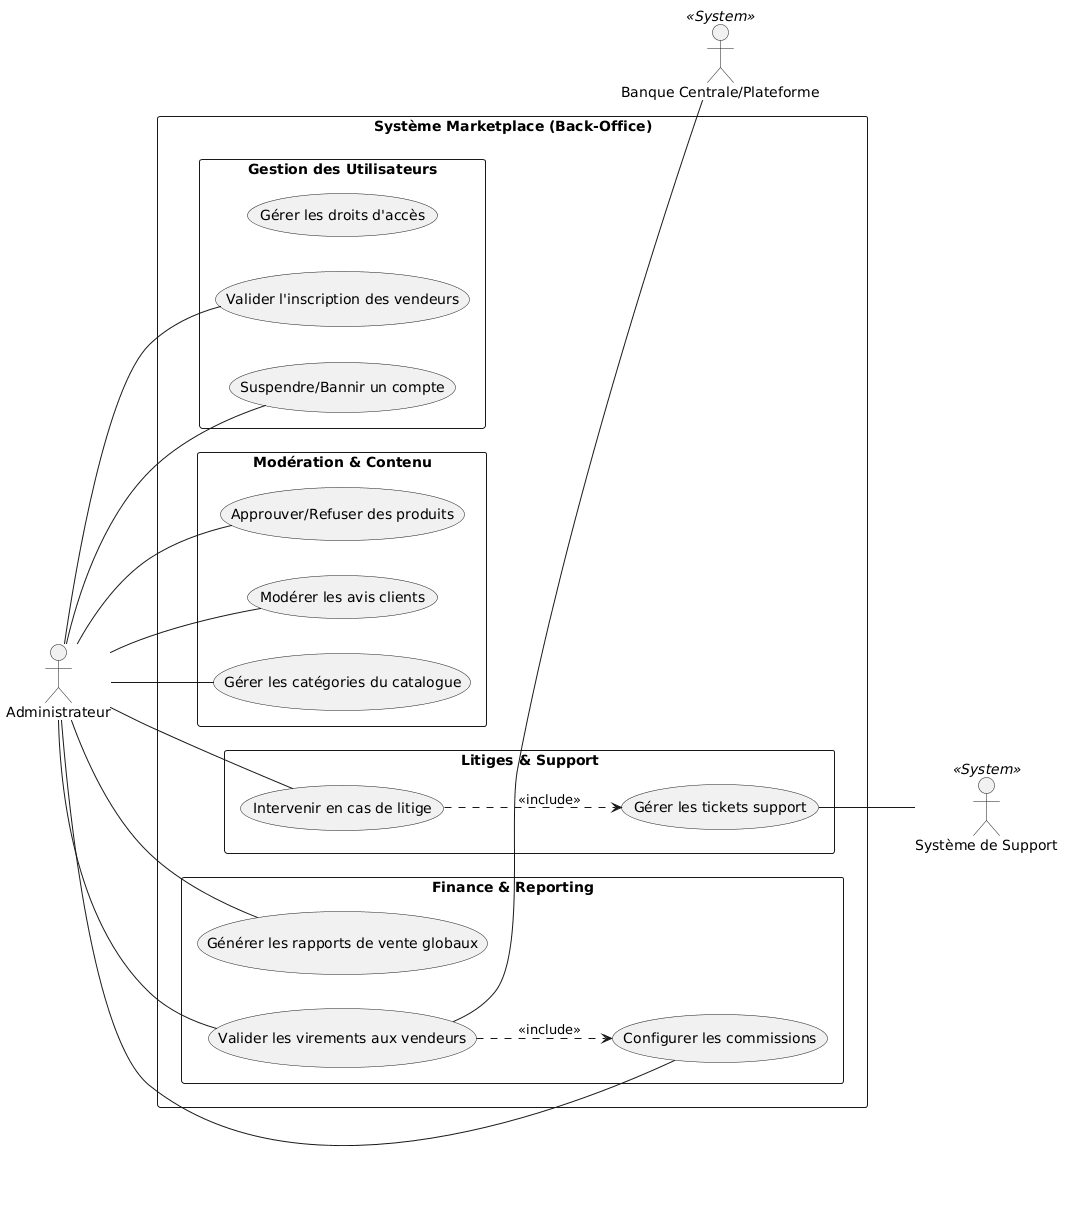 «System»
Banque Centrale/Plateforme
Système Marketplace (Back-Office)
Gestion des Utilisateurs
Gérer les droits d'accès
Valider l'inscription des vendeurs
Suspendre/Bannir un compte
Modération & Contenu
Approuver/Refuser des produits
Modérer les avis clients
Gérer les catégories du catalogue
Administrateur
Litiges & Support
Intervenir en cas de litige
«include»
Gérer les tickets support
«System»
Système de Support
Finance & Reporting
Générer les rapports de vente globaux
Valider les virements aux vendeurs
«include»
Configurer les commissions